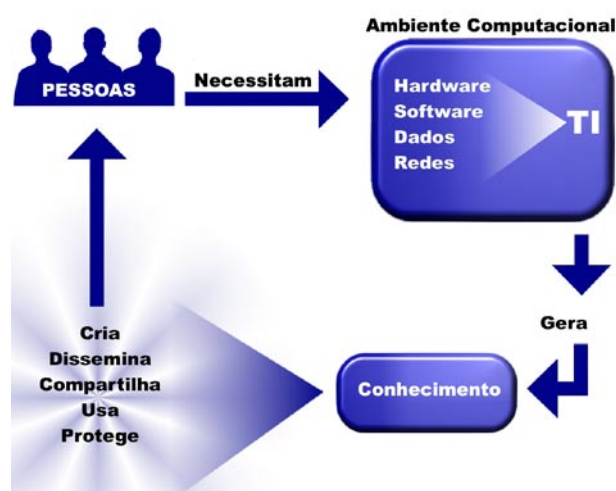 Ambiente Computacional
PESSOAS
Necessitam
Hardware
Software
Dados
Redes
TI
Gera
Conhecimento
Cria
Dissemina
Compartilha
Usa
Protege